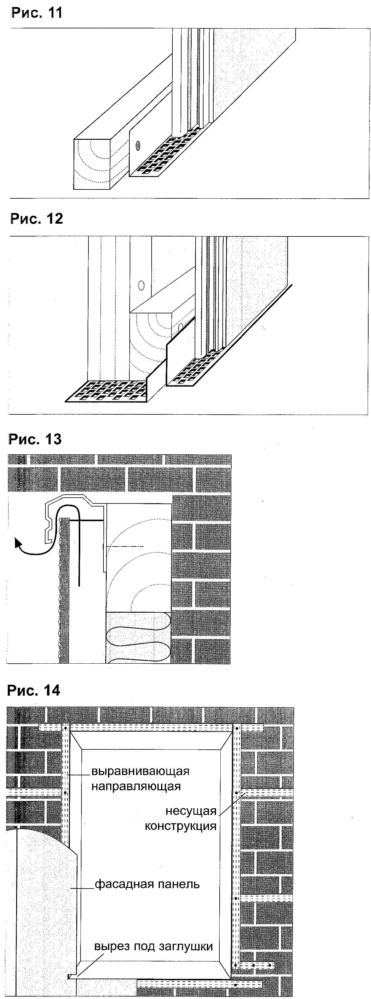 Рис. 11
Рис. 12
Рис. 13
Рис. 14
выравнивающая
направляющая
несущая
конструкция
фасадная панель
вырез под заглушки